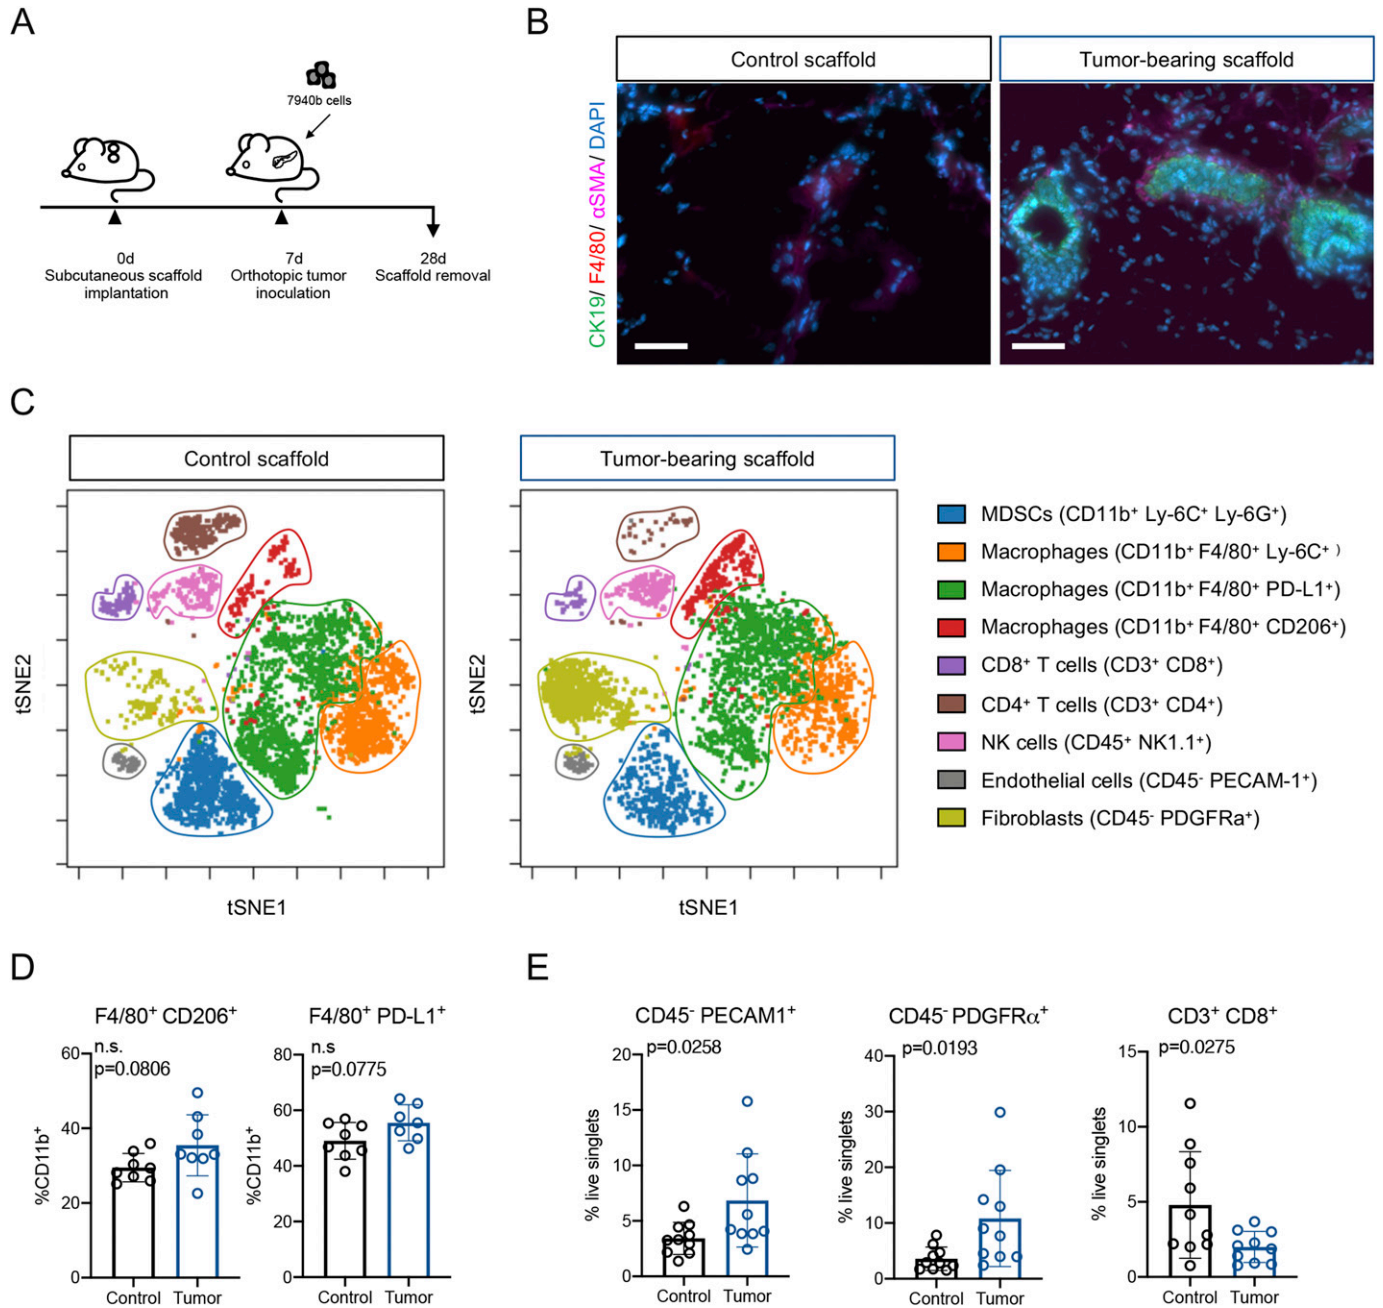 A
7940b cells
0d
Subcutaneous scaffold
implantation
7d
Orthotopic tumor
inoculation
28d
Scaffold removal
B
Control scaffold
Tumor-bearing scaffold
CK19/ F4/80/ αSMA/ DAPI
C
Control scaffold
Tumor-bearing scaffold
tSNE2
tSNE1
tSNE2
tSNE1
MDSCs (CD11b⁺ Ly-6C⁺ Ly-6G⁺)
Macrophages (CD11b⁺ F4/80⁺ Ly-6C⁺ )
Macrophages (CD11b⁺ F4/80⁺ PD-L1⁺)
Macrophages (CD11b⁺ F4/80⁺ CD206⁺)
CD8⁺ T cells (CD3⁺ CD8⁺)
CD4⁺ T cells (CD3⁺ CD4⁺)
NK cells (CD45⁺ NK1.1⁺)
Endothelial cells (CD45⁻ PECAM-1⁺)
Fibroblasts (CD45⁻ PDGFRa⁺)
D
F4/80⁺ CD206⁺
n.s.
p=0.0806
%CD11b⁺
60
40
20
0
Control Tumor
F4/80⁺ PD-L1⁺
n.s
p=0.0775
%CD11b⁺
80
60
40
20
0
Control Tumor
E
CD45⁻ PECAM1⁺
p=0.0258
% live singlets
20
15
10
5
0
Control Tumor
CD45⁻ PDGFRα⁺
p=0.0193
% live singlets
40
30
20
10
0
Control Tumor
CD3⁺ CD8⁺
p=0.0275
% live singlets
15
10
5
0
Control Tumor